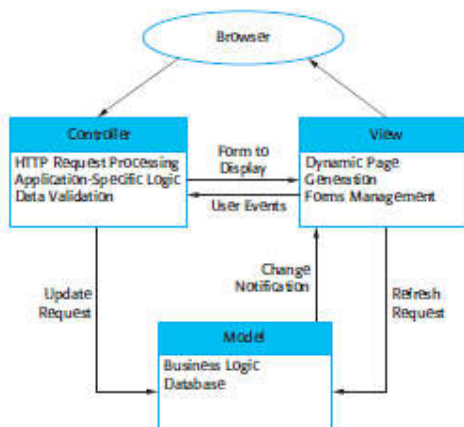 Browser
Controller
HTTP Request Processing
Application-Specific Logic
Data Validation
Form to
Display
User Events
View
Dynamic Page
Generation
Forms Management
Update
Request
Change
Notification
Refresh
Request
Model
Business Logic
Database